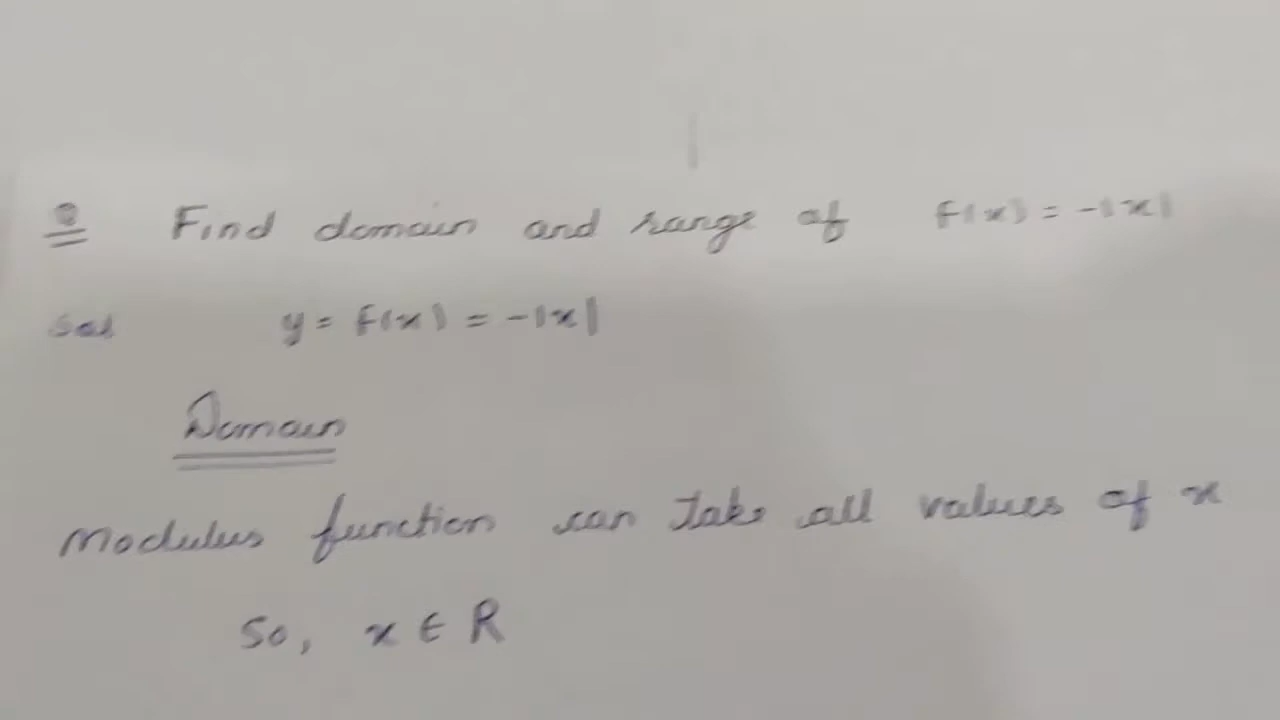 Q Find domain and range of f(x) = -|x|
Sol y = f(x) = -|x|
Domain
Modulus function can take all values of x
So, x ∈ R